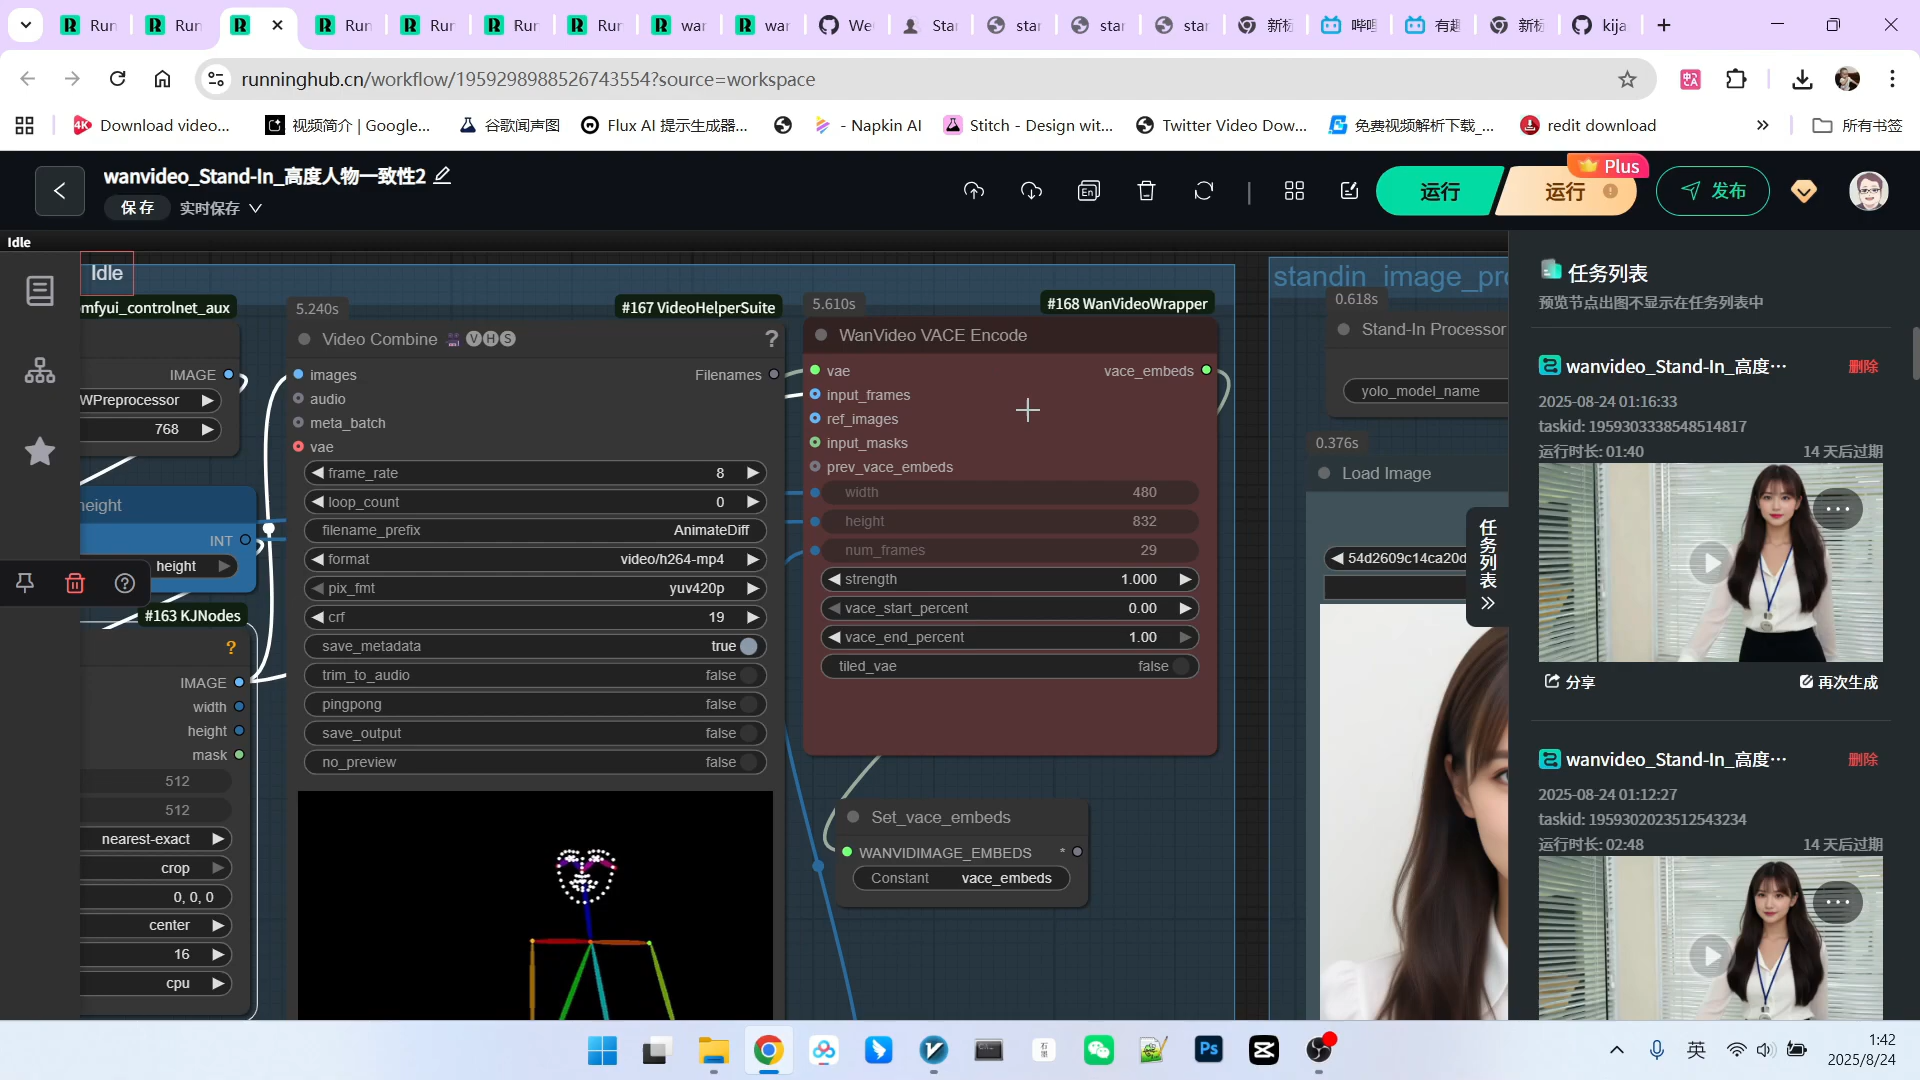 Run
Run
Run
Run
Run
Run
war
war
We
Star
star
star
star
新标
哔哩
有趣
新标
kija
runninghub.cn/workflow/1959298988526743554?source=workspace
Download video...
视频简介 | Google...
谷歌闻声图
Flux AI 提示生成器...
- Napkin AI
Stitch - Design wit...
Twitter Video Dow...
免费视频解析下载_...
redit download
所有书签
wanvideo_Stand-In_高度人物一致性2
保存
实时保存
En
运行
运行
Plus
发布
Idle
Idle
mfyui_controlnet_aux
IMAGE
WPreprocessor
768
height
INT
height
#163 KJNodes
?
IMAGE
width
height
mask
512
512
nearest-exact
crop
0, 0, 0
center
16
cpu
5.240s
#167 VideoHelperSuite
Video Combine VHS
?
images
Filenames
audio
meta_batch
vae
frame_rate 8
loop_count 0
filename_prefix AnimateDiff
format video/h264-mp4
pix_fmt yuv420p
crf 19
save_metadata true
trim_to_audio false
pingpong false
save_output false
no_preview false
5.610s
#168 WanVideoWrapper
WanVideo VACE Encode
vae
vace_embeds
input_frames
ref_images
input_masks
prev_vace_embeds
width 480
height 832
num_frames 29
strength 1.000
vace_start_percent 0.00
vace_end_percent 1.00
tiled_vae false
Set_vace_embeds
WANVIDIMAGE_EMBEDS *
Constant vace_embeds
standin_image_pro
0.618s
Stand-In Processor
yolo_model_name
0.376s
Load Image
54d2609c14ca20d
任务列表
任务列表
预览节点出图不显示在任务列表中
wanvideo_Stand-In_高度···
删除
2025-08-24 01:16:33
taskid: 1959303338548514817
运行时长: 01:40
14 天后过期
分享
再次生成
wanvideo_Stand-In_高度···
删除
2025-08-24 01:12:27
taskid: 1959302023512543234
运行时长: 02:48
14 天后过期
Ps
英
1:42
2025/8/24